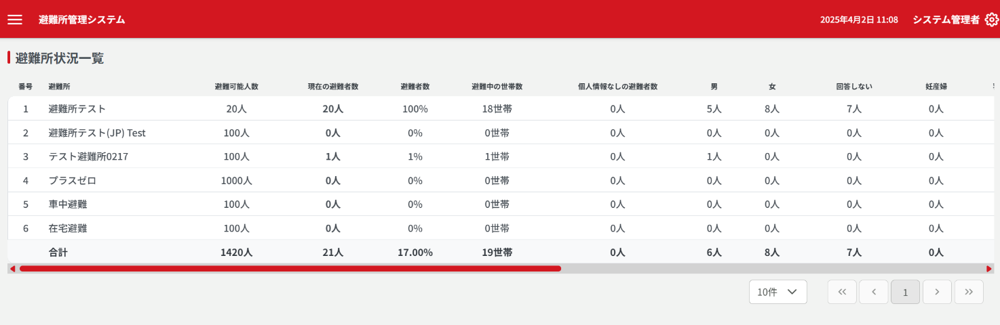 避難所管理システム 2025年4月2日 11:08 システム管理者
避難所状況一覧
番号 避難所 避難可能人数 現在の避難者数 避難者数 避難中の世帯数 個人情報なしの避難者数 男 女 回答しない 妊産婦
1 避難所テスト 20人 20人 100% 18世帯 0人 5人 8人 7人 0人
2 避難所テスト(JP) Test 100人 0人 0% 0世帯 0人 0人 0人 0人 0人
3 テスト避難所0217 100人 1人 1% 1世帯 0人 1人 0人 0人 0人
4 プラスゼロ 1000人 0人 0% 0世帯 0人 0人 0人 0人 0人
5 車中避難 100人 0人 0% 0世帯 0人 0人 0人 0人 0人
6 在宅避難 100人 0人 0% 0世帯 0人 0人 0人 0人 0人
合計 1420人 21人 17.00% 19世帯 0人 6人 8人 7人 0人
10件 1